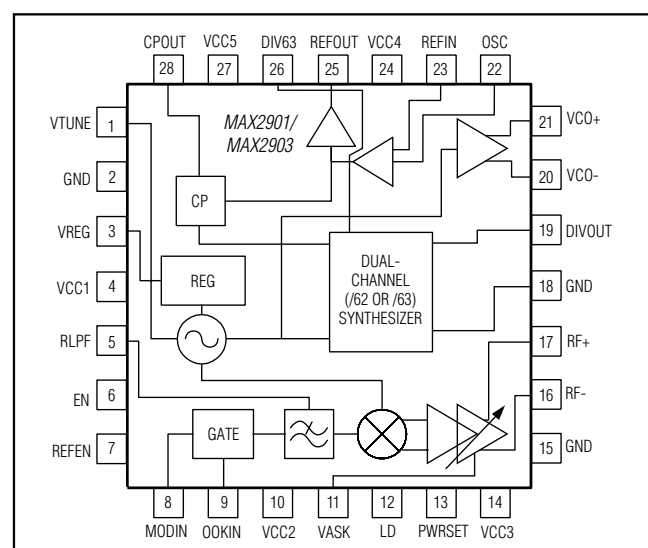 CPOUT VCC5 DIV63 REFOUT VCC4 REFIN OSC
28 27 26 25 24 23 22
VTUNE 1
GND 2
VREG 3
VCC1 4
RLPF 5
EN 6
REFEN 7
MAX2901/
MAX2903
CP
REG
DUAL-
CHANNEL
(/62 OR /63)
SYNTHESIZER
GATE
21 VCO+
20 VCO-
19 DIVOUT
18 GND
17 RF+
16 RF-
15 GND
8 9 10 11 12 13 14
MODIN OOKIN VCC2 VASK LD PWRSET VCC3